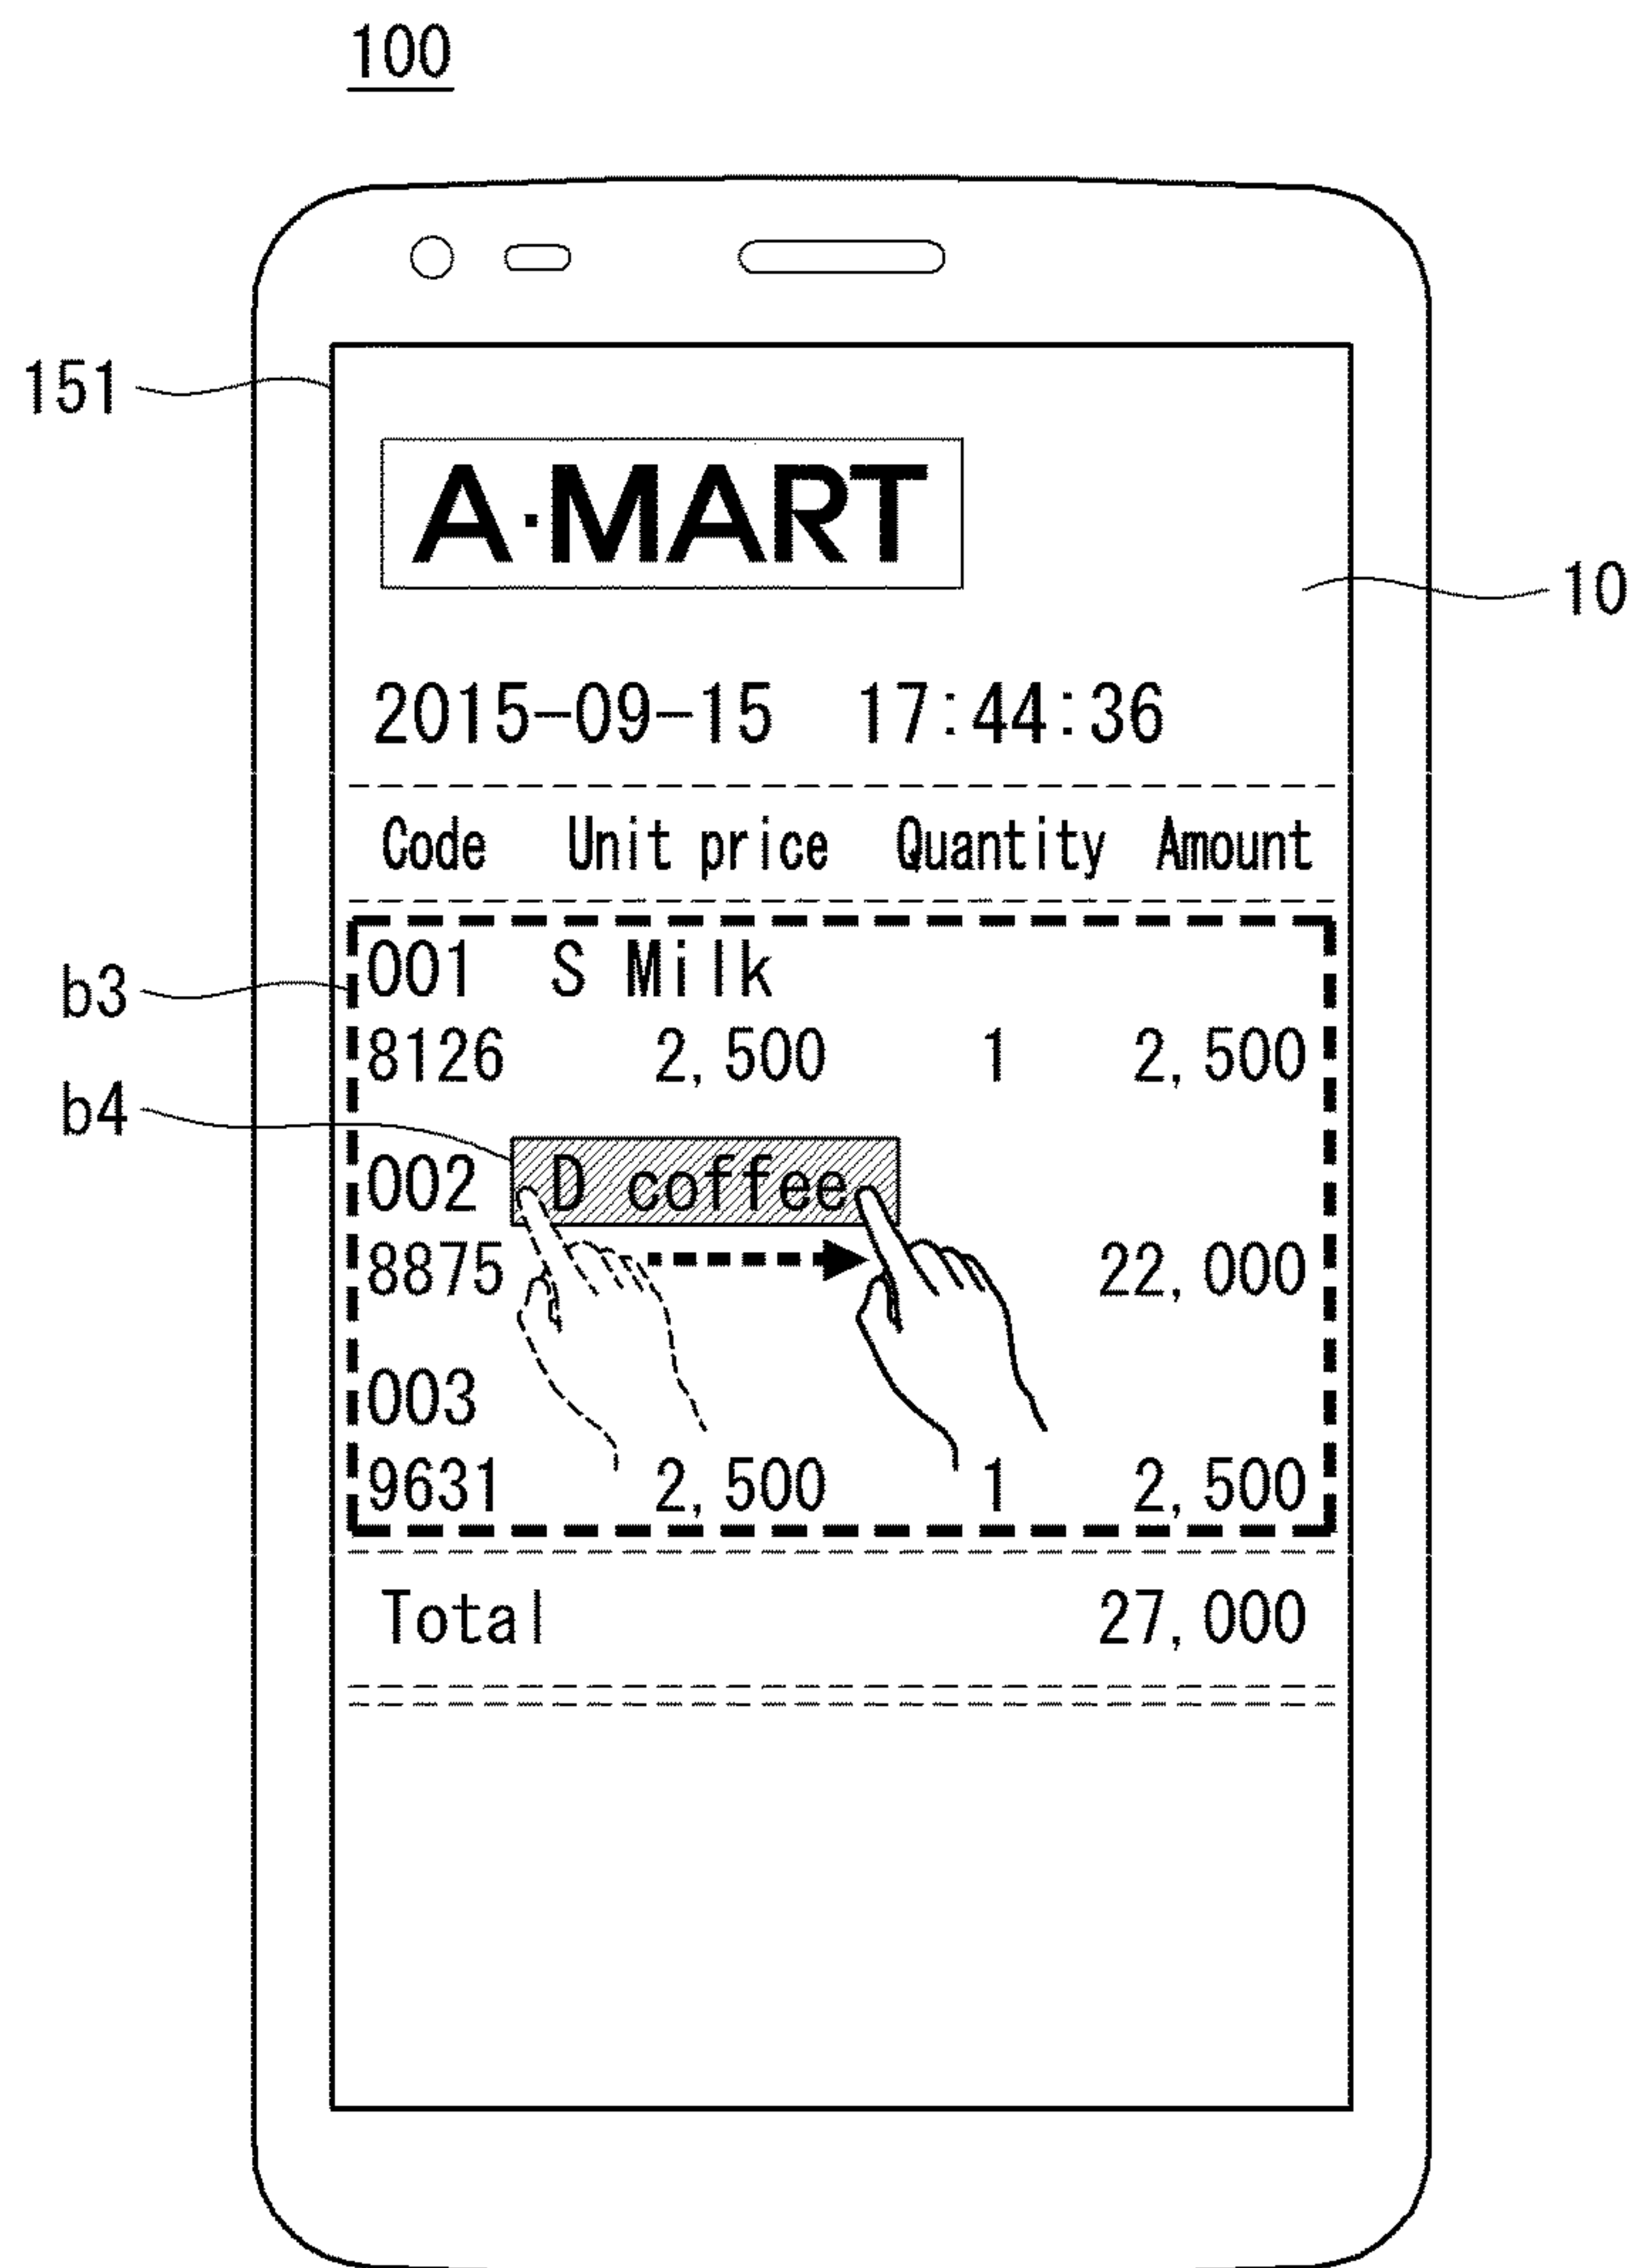 100
151
A·MART
10
2015-09-15 17:44:36
Code Unit price Quantity Amount
b3
001 S Milk
8126 2,500 1 2,500
b4
002 D coffee
8875 22,000
003
9631 2,500 1 2,500
Total 27,000